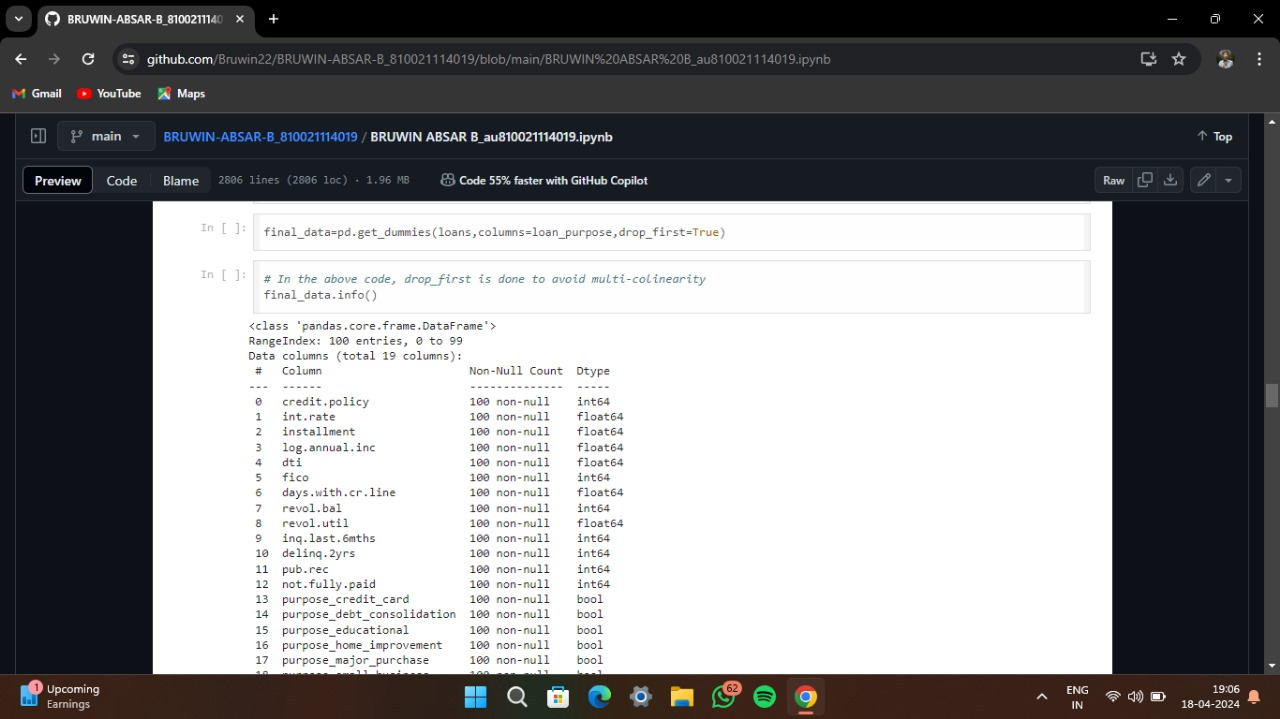 BRUWIN-ABSAR-B_8100211140
github.com/Bruwin22/BRUWIN-ABSAR-B_810021114019/blob/main/BRUWIN%20ABSAR%20B_au810021114019.ipynb
Gmail YouTube Maps
main BRUWIN-ABSAR-B_810021114019 / BRUWIN ABSAR B_au810021114019.ipynb Top
Preview Code Blame 2806 lines (2806 loc) · 1.96 MB Code 55% faster with GitHub Copilot Raw
In [ ]: final_data=pd.get_dummies(loans,columns=loan_purpose,drop_first=True)
In [ ]: # In the above code, drop_first is done to avoid multi-colinearity
final_data.info()
<class 'pandas.core.frame.DataFrame'>
RangeIndex: 100 entries, 0 to 99
Data columns (total 19 columns):
# Column Non-Null Count Dtype
--- ------ -------------- -----
0 credit.policy 100 non-null int64
1 int.rate 100 non-null float64
2 installment 100 non-null float64
3 log.annual.inc 100 non-null float64
4 dti 100 non-null float64
5 fico 100 non-null int64
6 days.with.cr.line 100 non-null float64
7 revol.bal 100 non-null int64
8 revol.util 100 non-null float64
9 inq.last.6mths 100 non-null int64
10 delinq.2yrs 100 non-null int64
11 pub.rec 100 non-null int64
12 not.fully.paid 100 non-null int64
13 purpose_credit_card 100 non-null bool
14 purpose_debt_consolidation 100 non-null bool
15 purpose_educational 100 non-null bool
16 purpose_home_improvement 100 non-null bool
17 purpose_major_purchase 100 non-null bool
18 purpose_small_business 100 non-null bool
1 Upcoming
Earnings
62
ENG
IN
19:06
18-04-2024